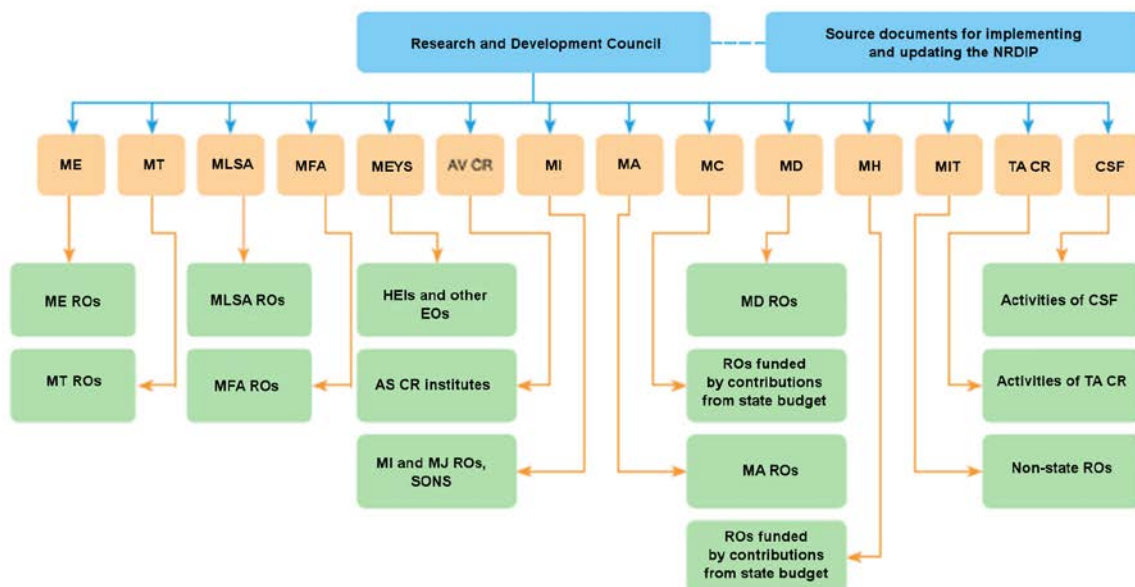 Research and Development Council
Source documents for implementing
and updating the NRDIP
ME
MT
MLSA
MFA
MEYS
AV CR
MI
MA
MC
MD
MH
MIT
TA CR
CSF
ME ROs
MLSA ROs
HEIs and other
EOs
MD ROs
Activities of CSF
MT ROs
MFA ROs
AS CR institutes
ROs funded
by contributions
from state budget
Activities of TA CR
MI and MJ ROs,
SONS
MA ROs
Non-state ROs
ROs funded
by contributions
from state budget